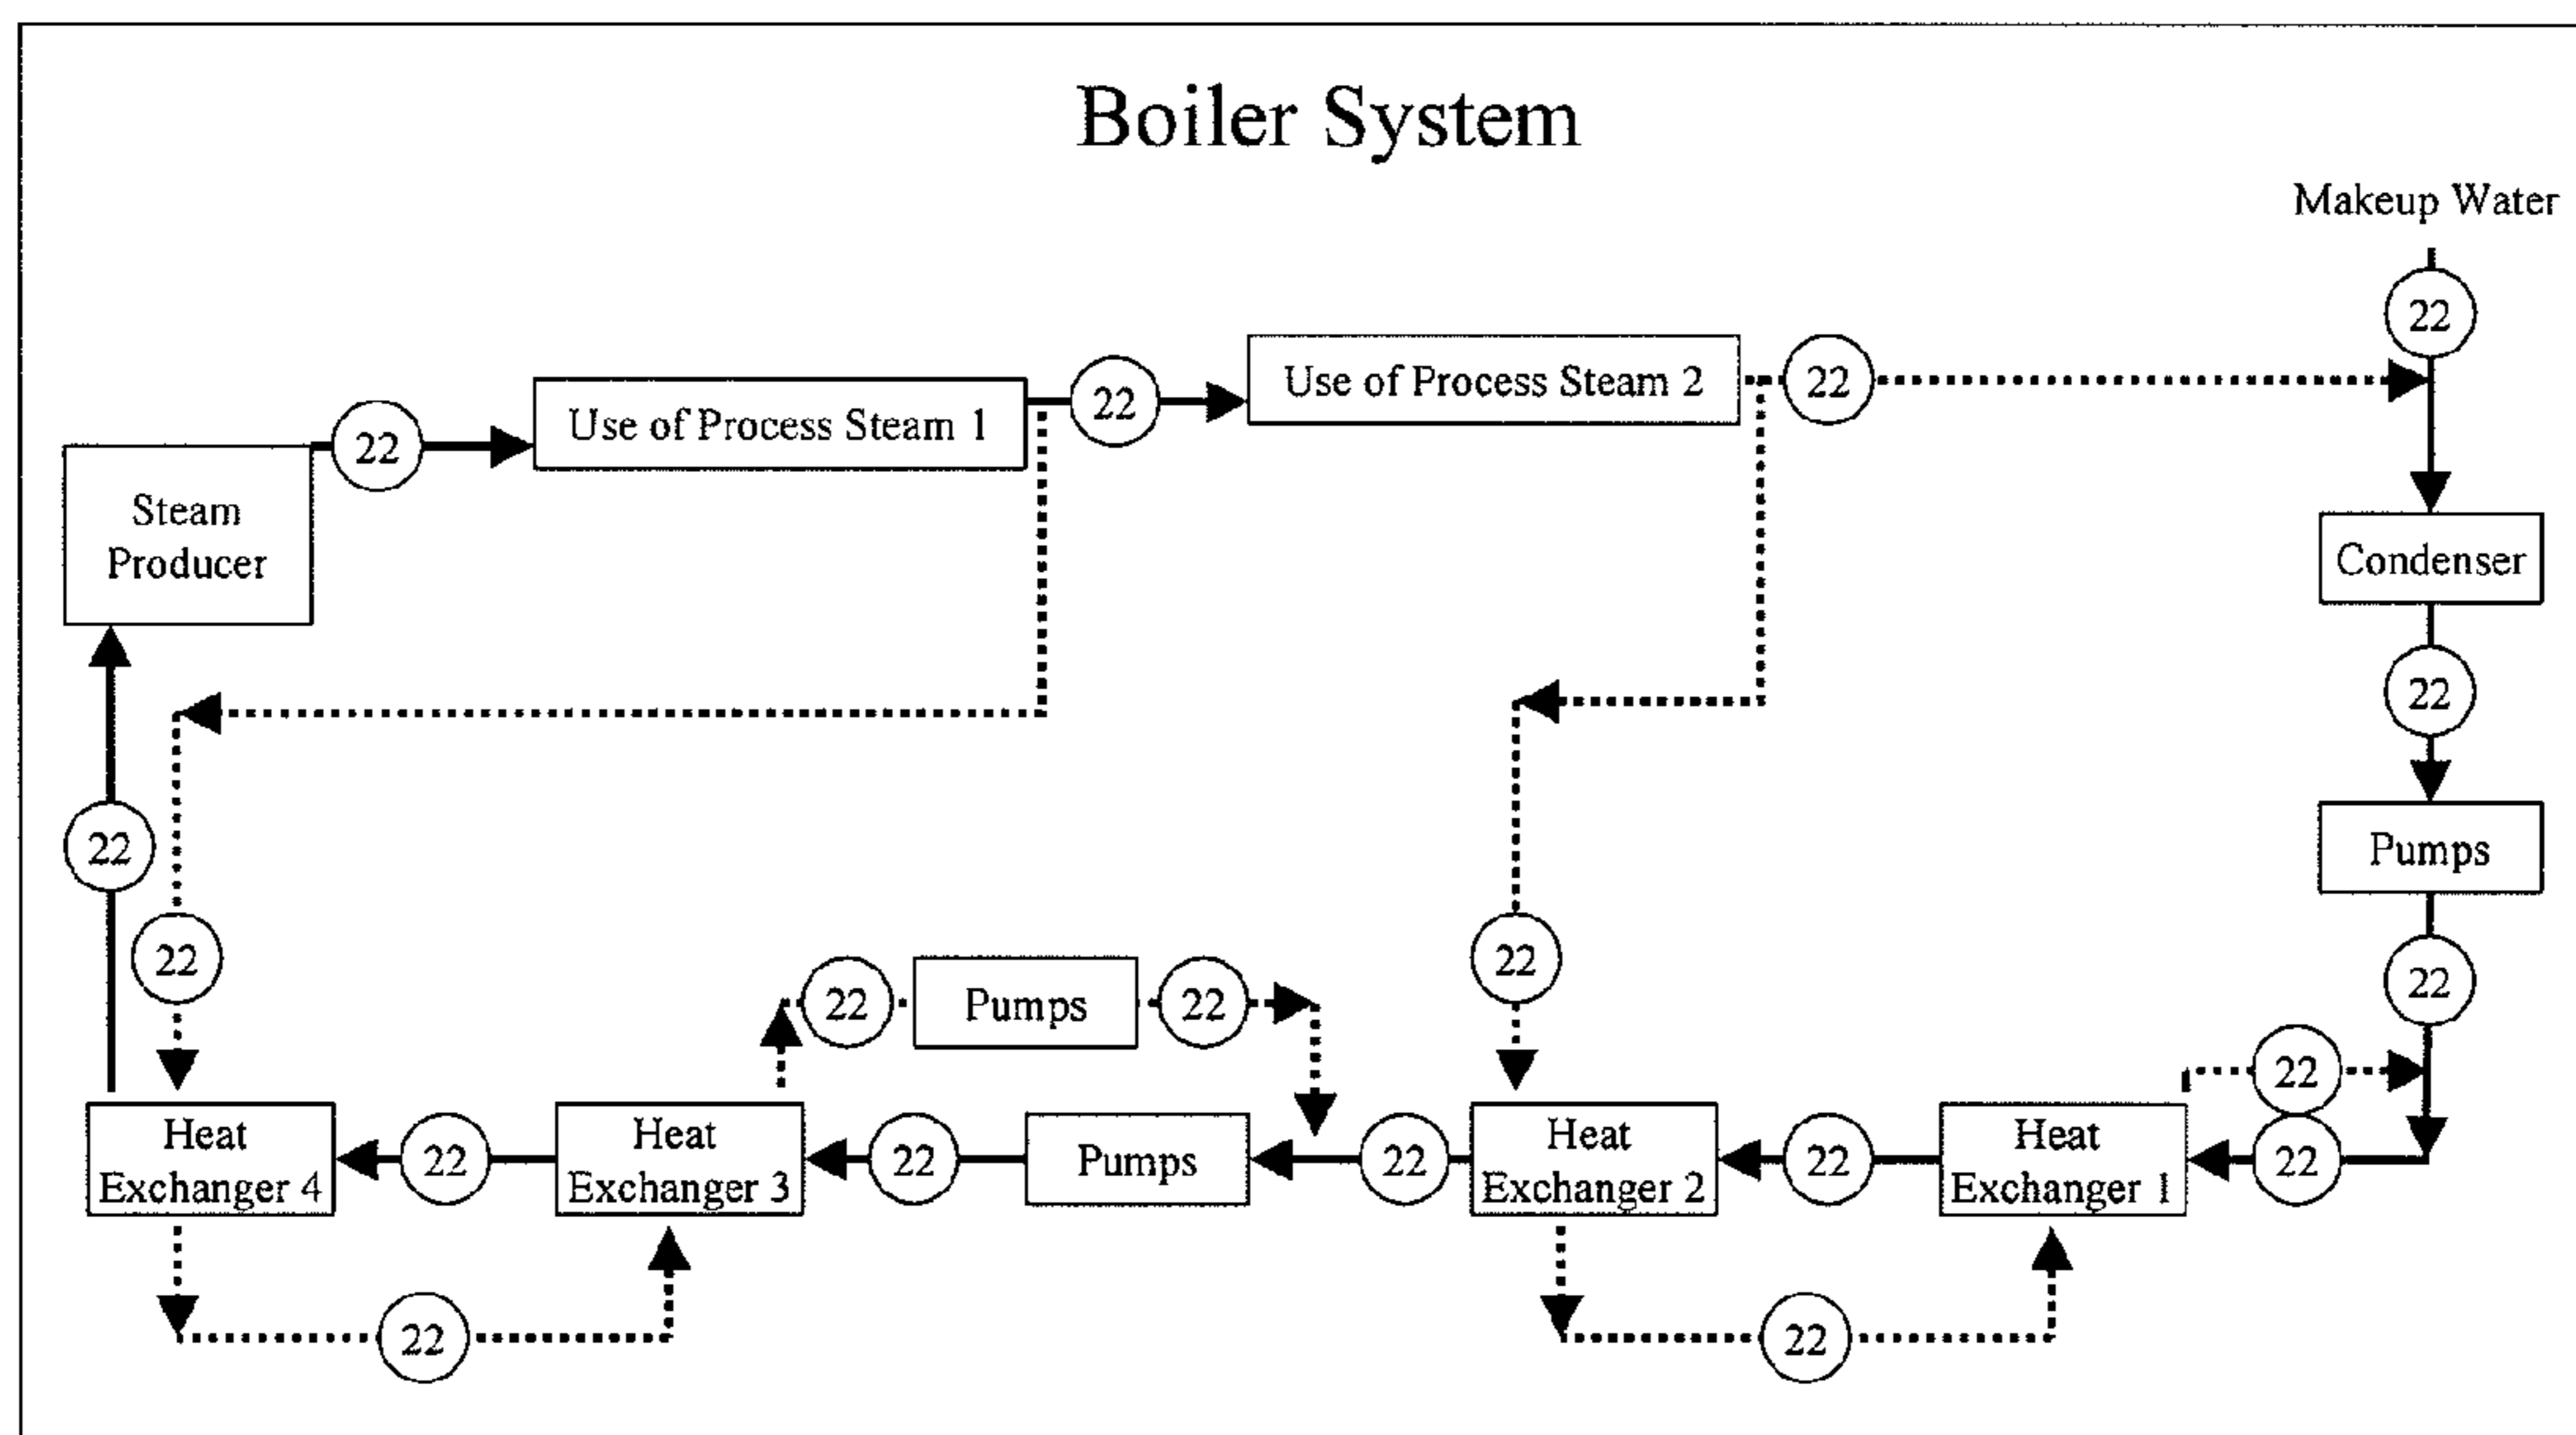 Boiler System
Makeup Water
22
Use of Process Steam 2
22
Use of Process Steam 1
22
22
Steam
Producer
Condenser
22
Pumps
22
22
22
22
Pumps
22
22
22
Heat
Exchanger 4
22
Heat
Exchanger 3
22
Pumps
22
Heat
Exchanger 2
22
Heat
Exchanger 1
22
22
22